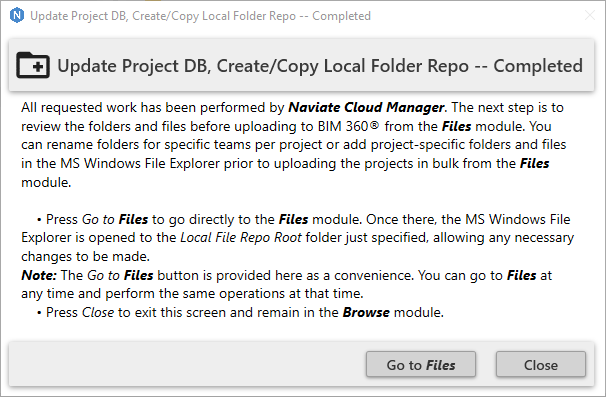 Update Project DB, Create/Copy Local Folder Repo -- Completed
Update Project DB, Create/Copy Local Folder Repo -- Completed
All requested work has been performed by Naviate Cloud Manager. The next step is to
review the folders and files before uploading to BIM 360® from the Files module. You
can rename folders for specific teams per project or add project-specific folders and files
in the MS Windows File Explorer prior to uploading the projects in bulk from the Files
module.
• Press Go to Files to go directly to the Files module. Once there, the MS Windows File
Explorer is opened to the Local File Repo Root folder just specified, allowing any necessary
changes to be made.
Note: The Go to Files button is provided here as a convenience. You can go to Files at
any time and perform the same operations at that time.
• Press Close to exit this screen and remain in the Browse module.
Go to Files
Close